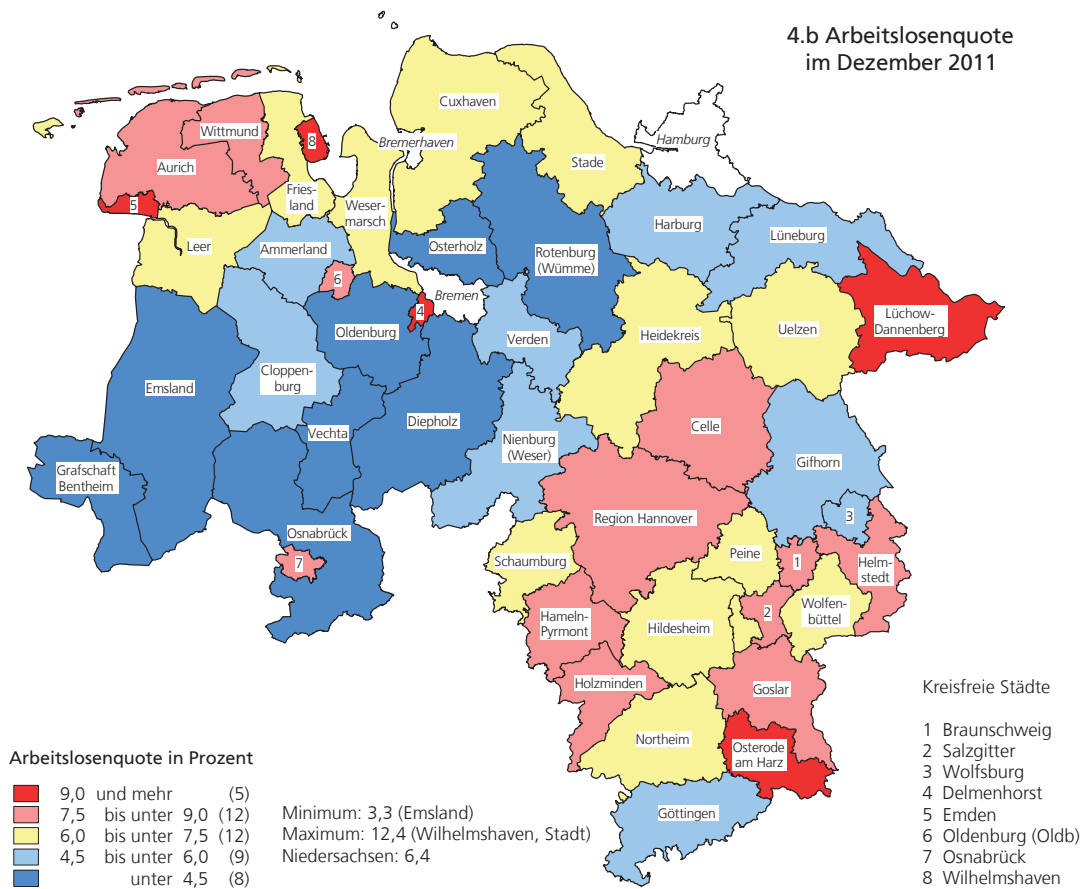 4.b Arbeitslosenquote
im Dezember 2011
Cuxhaven
Wittmund
8
Bremerhaven
Hamburg
Stade
Aurich
Fries-
land
Weser-
marsch
5
Leer
Ammerland
Osterholz
Rotenburg
(Wümme)
Harburg
Lüneburg
6
Bremen
4
Oldenburg
Verden
Heidekreis
Uelzen
Lüchow-
Dannenberg
Emsland
Cloppen-
burg
Vechta
Diepholz
Nienburg
(Weser)
Celle
Gifhorn
Grafschaft
Bentheim
Osnabrück
7
Region Hannover
3
Schaumburg
Peine
1
Helm-
stedt
Hameln-
Pyrmont
Hildesheim
2
Wolfen-
büttel
Holzminden
Goslar
Northeim
Osterode
am Harz
Göttingen
Kreisfreie Städte
1 Braunschweig
2 Salzgitter
3 Wolfsburg
4 Delmenhorst
5 Emden
6 Oldenburg (Oldb)
7 Osnabrück
8 Wilhelmshaven
Arbeitslosenquote in Prozent
9,0 und mehr (5)
7,5 bis unter 9,0 (12)
6,0 bis unter 7,5 (12)
4,5 bis unter 6,0 (9)
unter 4,5 (8)
Minimum: 3,3 (Emsland)
Maximum: 12,4 (Wilhelmshaven, Stadt)
Niedersachsen: 6,4